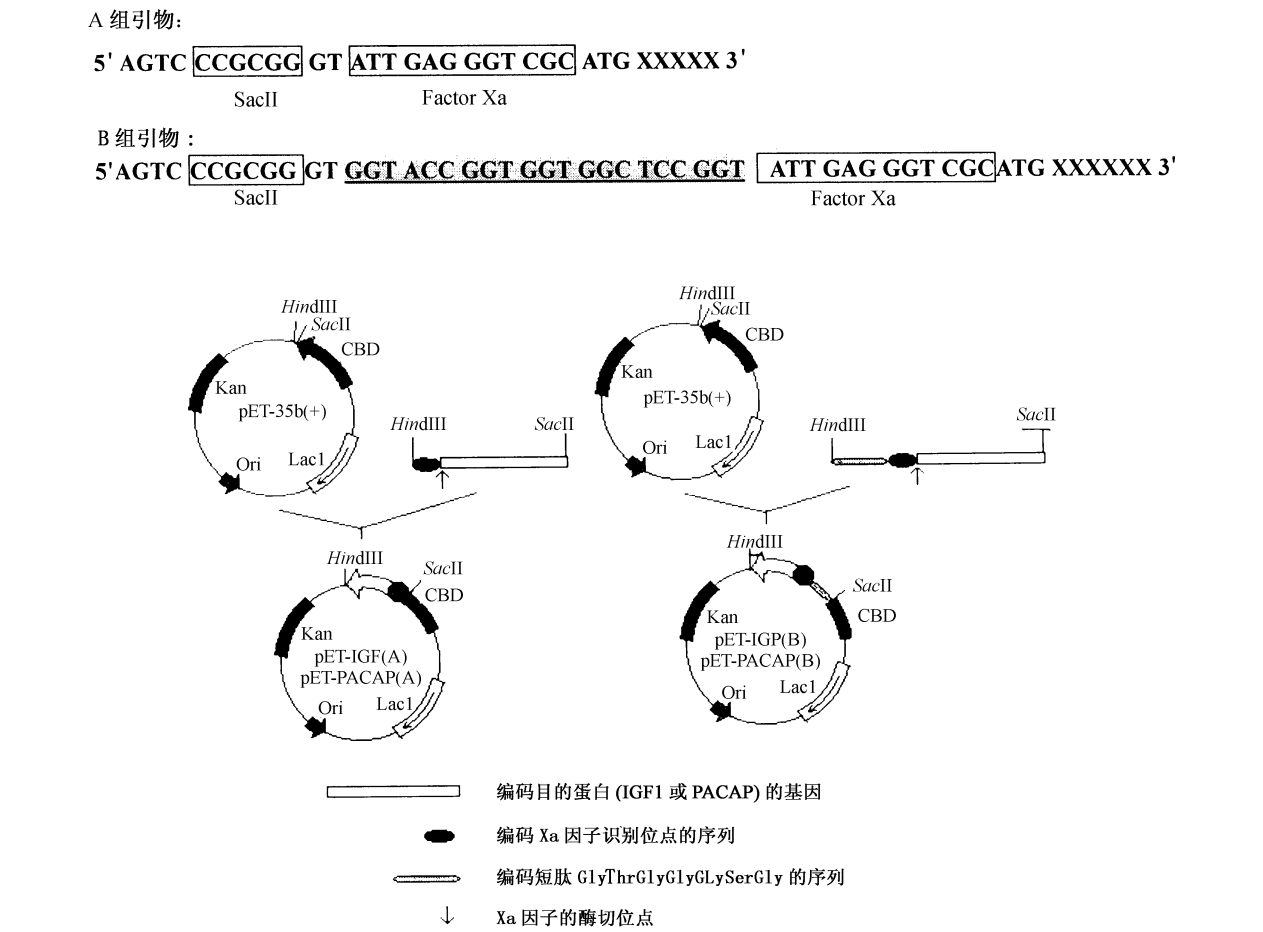 A 组引物:
5' AGTC CCGCGG GT ATT GAG GGT CGC ATG XXXXX 3'
SacII Factor Xa
B 组引物 :
5'AGTC CCGCGG GT GGT ACC GGT GGT GGC TCC GGT ATT GAG GGT CGC ATG XXXXXX 3'
SacII Factor Xa
HindIII
SacII
CBD
Kan
pET-35b(+)
Lac1
Ori
HindIII
SacII
HindIII
SacII
CBD
Kan
pET-35b(+)
Lac1
Ori
HindIII
SacII
HindIII
SacII
CBD
Kan
pET-IGF(A)
pET-PACAP(A)
Lac1
Ori
HindIII
SacII
CBD
Kan
pET-IGP(B)
pET-PACAP(B)
Lac1
Ori
编码目的蛋白 (IGF1 或 PACAP) 的基因
编码 Xa 因子识别位点的序列
编码短肽 GlyThrGlyGlyGLySerGly 的序列
Xa 因子的酶切位点